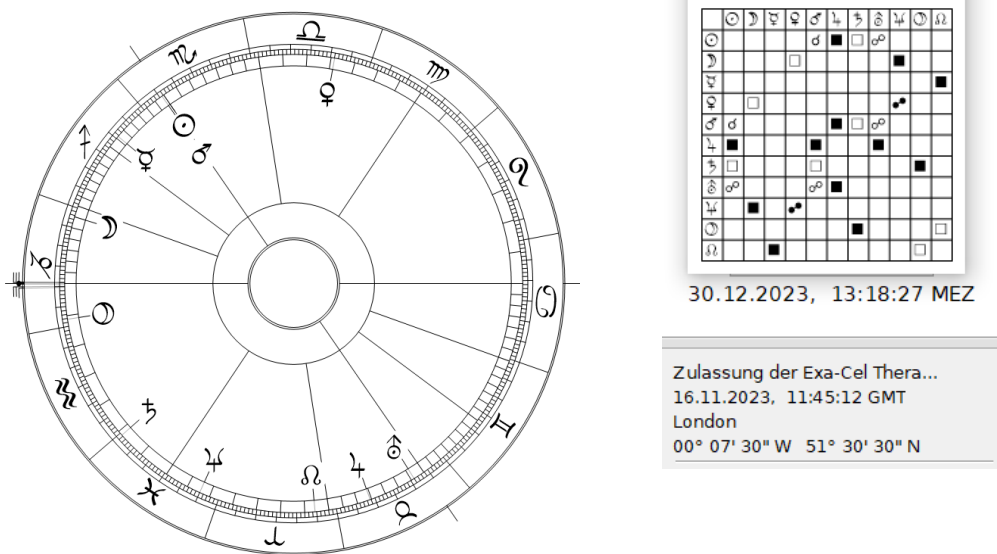 30.12.2023, 13:18:27 MEZ
Zulassung der Exa-Cel Thera...
16.11.2023, 11:45:12 GMT
London
00° 07' 30" W 51° 30' 30" N